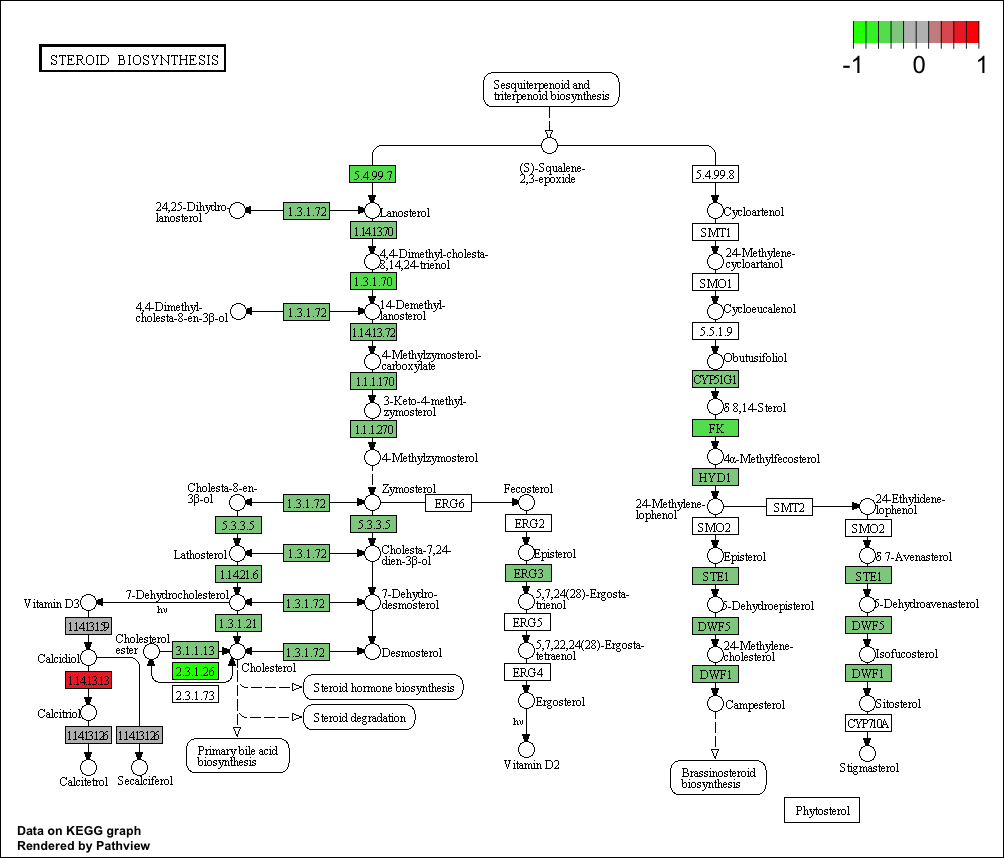 STEROID BIOSYNTHESIS
-1 0 1
Sesquiterpenoid and
triterpenoid biosynthesis
(S)-Squalene-
2,3-epoxide
5.4.99.7
5.4.99.8
24,25-Dihydro-
lanosterol
1.3.1.72
Lanosterol
Cycloartenol
1.14.13.70
SMT1
4,4-Dimethyl-cholesta-
8,14,24-trienol
24-Methylene-
cycloartanol
1.3.1.70
SMO1
4,4-Dimethyl-
cholesta-8-en-3β-ol
1.3.1.72
14-Demethyl-
lanosterol
Cycloeucalenol
1.14.13.72
5.5.1.9
4-Methylzymosterol-
carboxylate
Obutusifoliol
1.1.1.170
CYP51G1
3-Keto-4-methyl-
zymosterol
δ 8,14-Sterol
1.1.1.270
FK
4-Methylzymosterol
4α-Methylfecosterol
HYD1
Cholesta-8-en-
3β-ol
1.3.1.72
Zymosterol
ERG6
Fecosterol
24-Methylene-
lophenol
SMT2
24-Ethylidene-
lophenol
5.3.3.5
5.3.3.5
ERG2
SMO2
SMO2
Lathosterol
1.3.1.72
Cholesta-7,24-
dien-3β-ol
Episterol
Episterol
δ 7-Avenasterol
1.14.21.6
ERG3
STE1
STE1
Vitamin D3
7-Dehydrocholesterol
hν
1.3.1.72
7-Dehydro-
desmosterol
5,7,24(28)-Ergosta-
trienol
5-Dehydroepisterol
5-Dehydroavenasterol
1.14.13.159
1.3.1.21
ERG5
DWF5
DWF5
Cholesterol
ester
3.1.1.13
1.3.1.72
Desmosterol
5,7,22,24(28)-Ergosta-
tetraenol
24-Methylene-
cholesterol
Isofucosterol
Calcidiol
2.3.1.26
Cholesterol
ERG4
DWF1
DWF1
1.14.13.13
2.3.1.73
Steroid hormone biosynthesis
Ergosterol
Campesterol
Sitosterol
Calcitriol
Steroid degradation
hν
CYP710A
1.14.13.126
1.14.13.126
Primary bile acid
biosynthesis
Vitamin D2
Brassinosteroid
biosynthesis
Stigmasterol
Calcitetrol
Secalciferol
Phytosterol
Data on KEGG graph
Rendered by Pathview